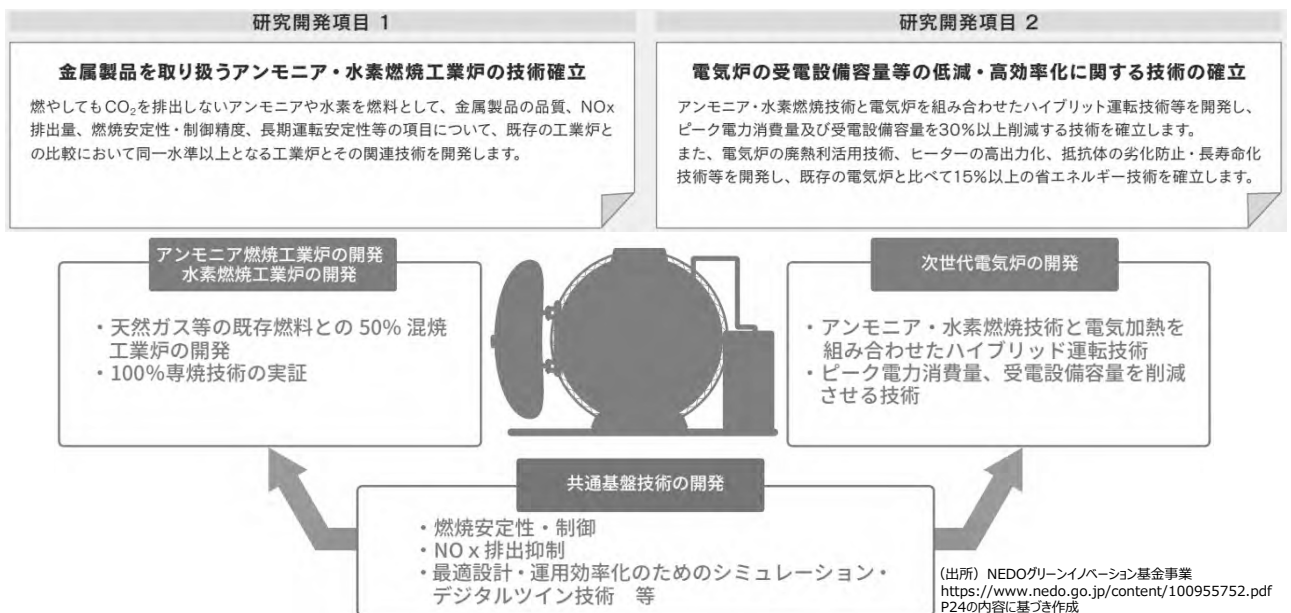 研究開発項目 1
金属製品を取り扱うアンモニア・水素燃焼工業炉の技術確立
燃やしてもCO₂を排出しないアンモニアや水素を燃料として、金属製品の品質、NOx
排出量、燃焼安定性・制御精度、長期運転安定性等の項目について、既存の工業炉と
の比較において同一水準以上となる工業炉とその関連技術を開発します。
研究開発項目 2
電気炉の受電設備容量等の低減・高効率化に関する技術の確立
アンモニア・水素燃焼技術と電気炉を組み合わせたハイブリット運転技術等を開発し、
ピーク電力消費量及び受電設備容量を30%以上削減する技術を確立します。
また、電気炉の廃熱利活用技術、ヒーターの高出力化、抵抗体の劣化防止・長寿命化
技術等を開発し、既存の電気炉と比べて15%以上の省エネルギー技術を確立します。
アンモニア燃焼工業炉の開発
水素燃焼工業炉の開発
・天然ガス等の既存燃料との 50% 混焼
工業炉の開発
・100%専焼技術の実証
次世代電気炉の開発
・アンモニア・水素燃焼技術と電気加熱を
組み合わせたハイブリッド運転技術
・ピーク電力消費量、受電設備容量を削減
させる技術
共通基盤技術の開発
・燃焼安定性・制御
・NO x 排出抑制
・最適設計・運用効率化のためのシミュレーション・
デジタルツイン技術 等
(出所) NEDOグリーンイノベーション基金事業
https://www.nedo.go.jp/content/100955752.pdf
P24の内容に基づき作成